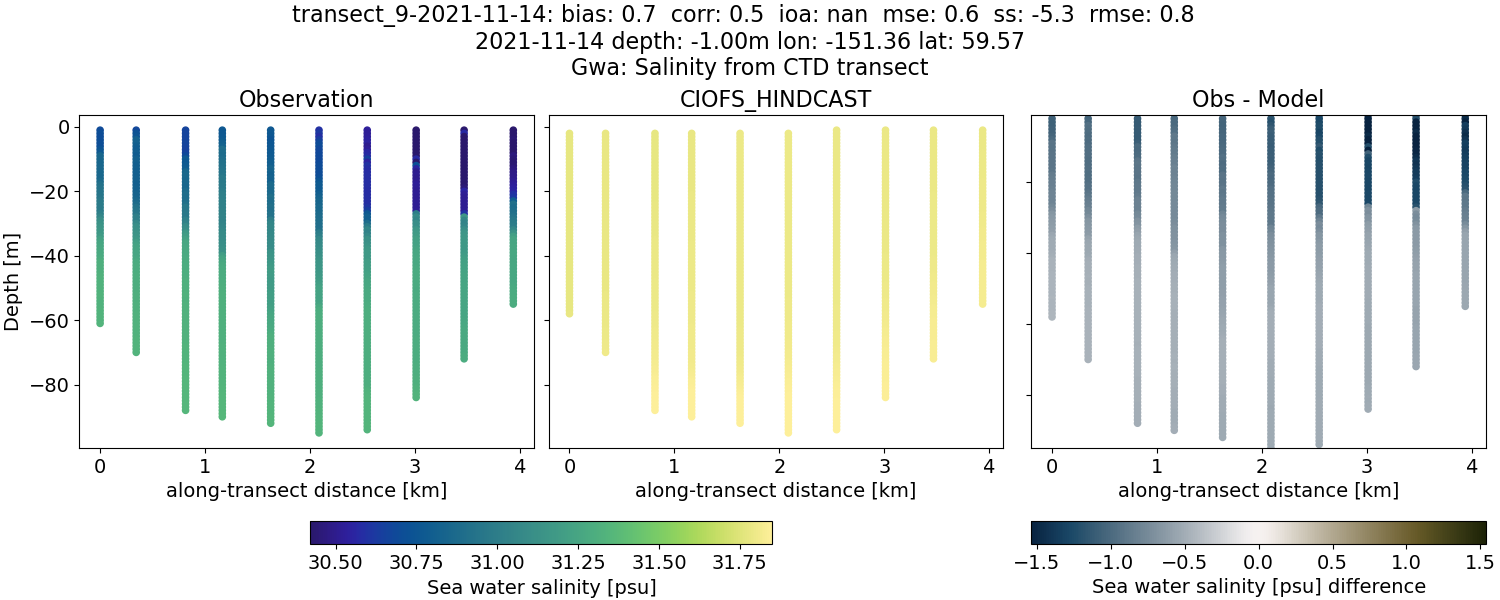 transect_9-2021-11-14: bias: 0.7  corr: 0.5  ioa: nan  mse: 0.6  ss: -5.3  rmse: 0.8
2021-11-14 depth: -1.00m lon: -151.36 lat: 59.57
Gwa: Salinity from CTD transect
Observation
CIOFS_HINDCAST
Obs - Model
Depth [m]
0
−20
−40
−60
−80
0 1 2 3 4
0 1 2 3 4
0 1 2 3 4
along-transect distance [km]
along-transect distance [km]
along-transect distance [km]
30.50 30.75 31.00 31.25 31.50 31.75
Sea water salinity [psu]
−1.5 −1.0 −0.5 0.0 0.5 1.0 1.5
Sea water salinity [psu] difference